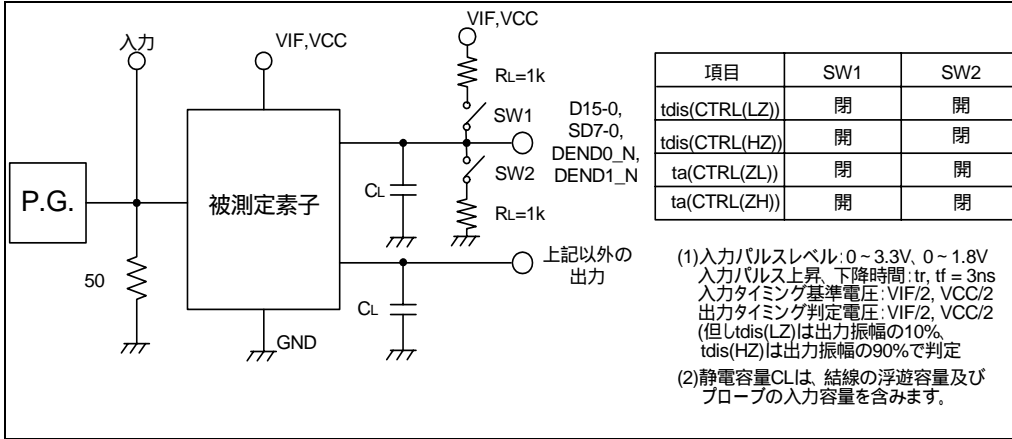 入力
VIF,VCC
VIF,VCC
RL=1k
SW1
D15-0,
SD7-0,
DEND0_N,
DEND1_N
SW2
CL
RL=1k
P.G.
被測定素子
50
上記以外の
出力
CL
GND
項目 SW1 SW2
tdis(CTRL(LZ)) 閉 開
tdis(CTRL(HZ)) 開 閉
ta(CTRL(ZL)) 閉 開
ta(CTRL(ZH)) 開 閉
(1)入力パルスレベル:0~3.3V、0~1.8V
入力パルス上昇、下降時間:tr, tf = 3ns
入力タイミング基準電圧:VIF/2, VCC/2
出力タイミング判定電圧:VIF/2, VCC/2
(但しtdis(LZ)は出力振幅の10%、
tdis(HZ)は出力振幅の90%で判定
(2)静電容量CLは、結線の浮遊容量及び
プローブの入力容量を含みます。